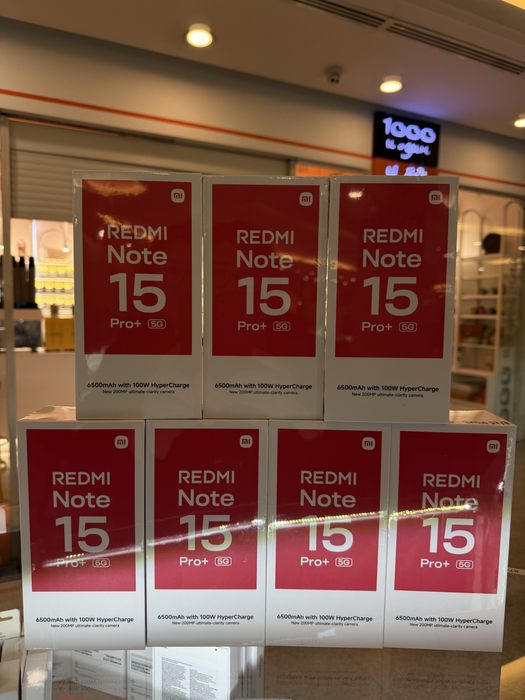 1000
и один
REDMI
Note
15
Pro+ 5G
6500mAh with 100W HyperCharge
New 200MP ultimate-clarity camera
REDMI
Note
15
Pro+ 5G
6500mAh with 100W HyperCharge
New 200MP ultimate-clarity camera
REDMI
Note
15
Pro+ 5G
6500mAh with 100W HyperCharge
New 200MP ultimate-clarity camera
REDMI
Note
15
Pro+ 5G
6500mAh with 100W HyperCharge
New 200MP ultimate-clarity camera
REDMI
Note
15
Pro+ 5G
6500mAh with 100W HyperCharge
New 200MP ultimate-clarity camera
REDMI
Note
15
Pro+ 5G
6500mAh with 100W HyperCharge
New 200MP ultimate-clarity camera
REDMI
Note
15
Pro+ 5G
6500mAh with 100W HyperCharge
New 200MP ultimate-clarity camera